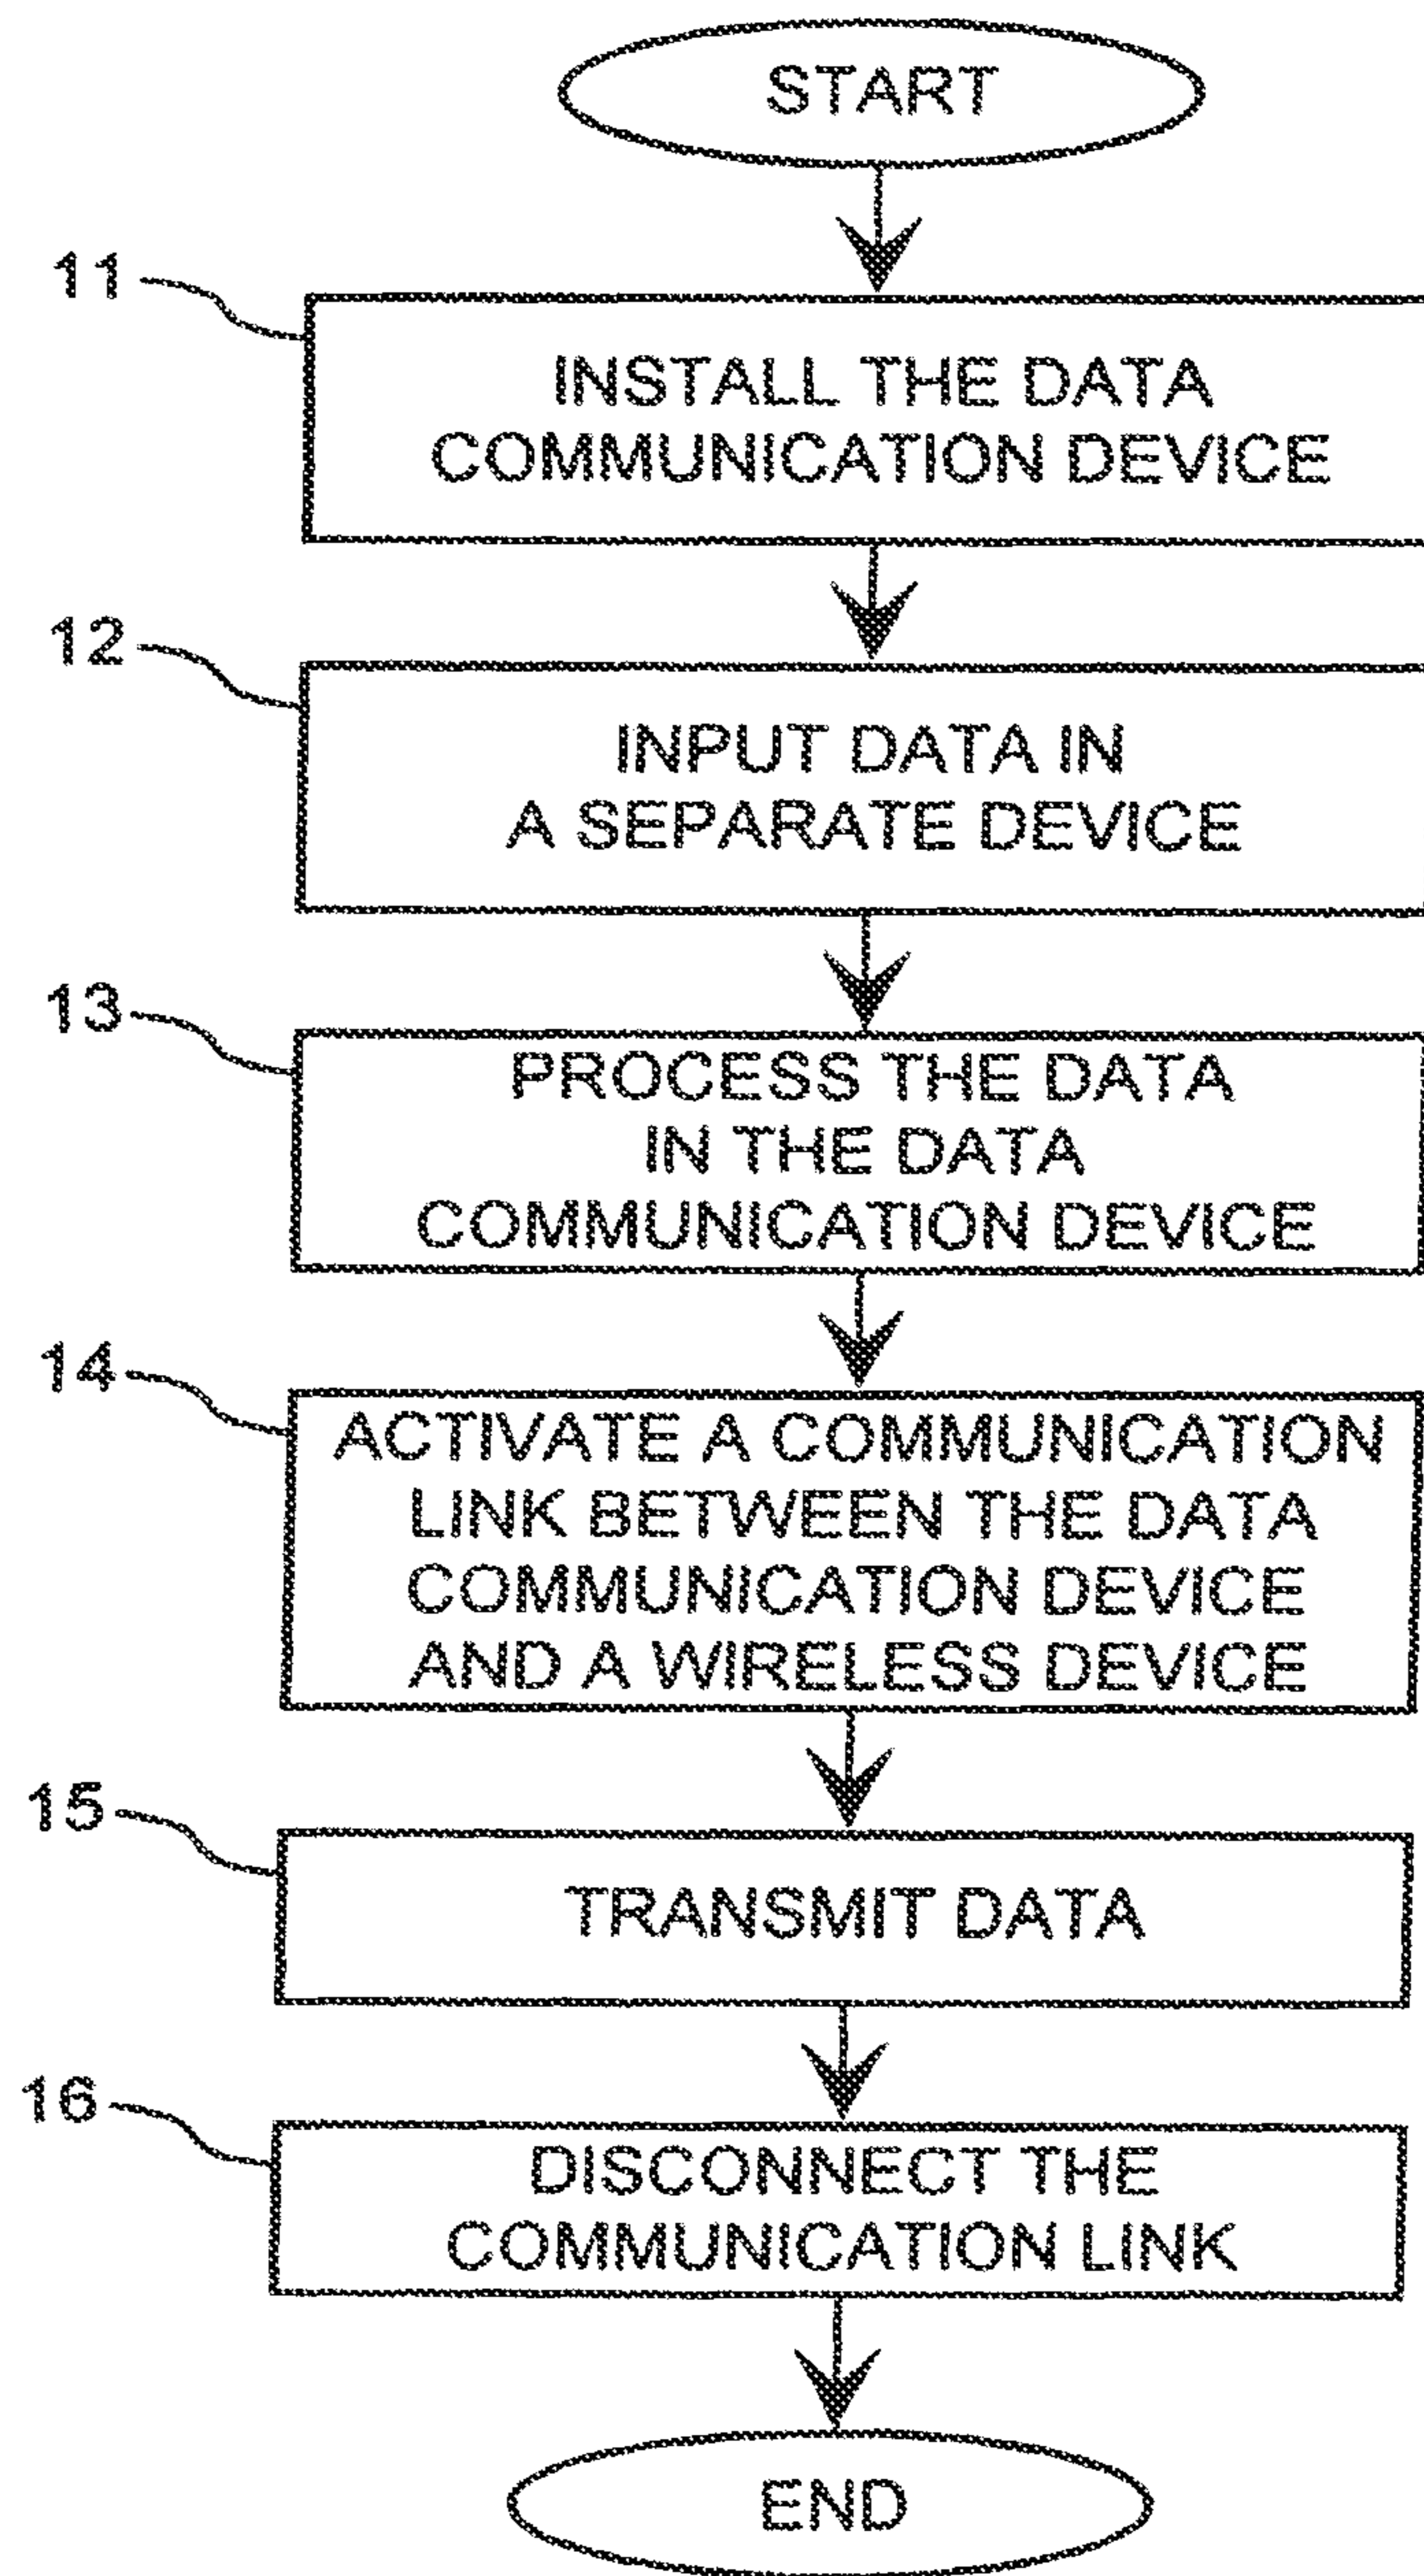 START
11
INSTALL THE DATA
COMMUNICATION DEVICE
12
INPUT DATA IN
A SEPARATE DEVICE
13
PROCESS THE DATA
IN THE DATA
COMMUNICATION DEVICE
14
ACTIVATE A COMMUNICATION
LINK BETWEEN THE DATA
COMMUNICATION DEVICE
AND A WIRELESS DEVICE
15
TRANSMIT DATA
16
DISCONNECT THE
COMMUNICATION LINK
END